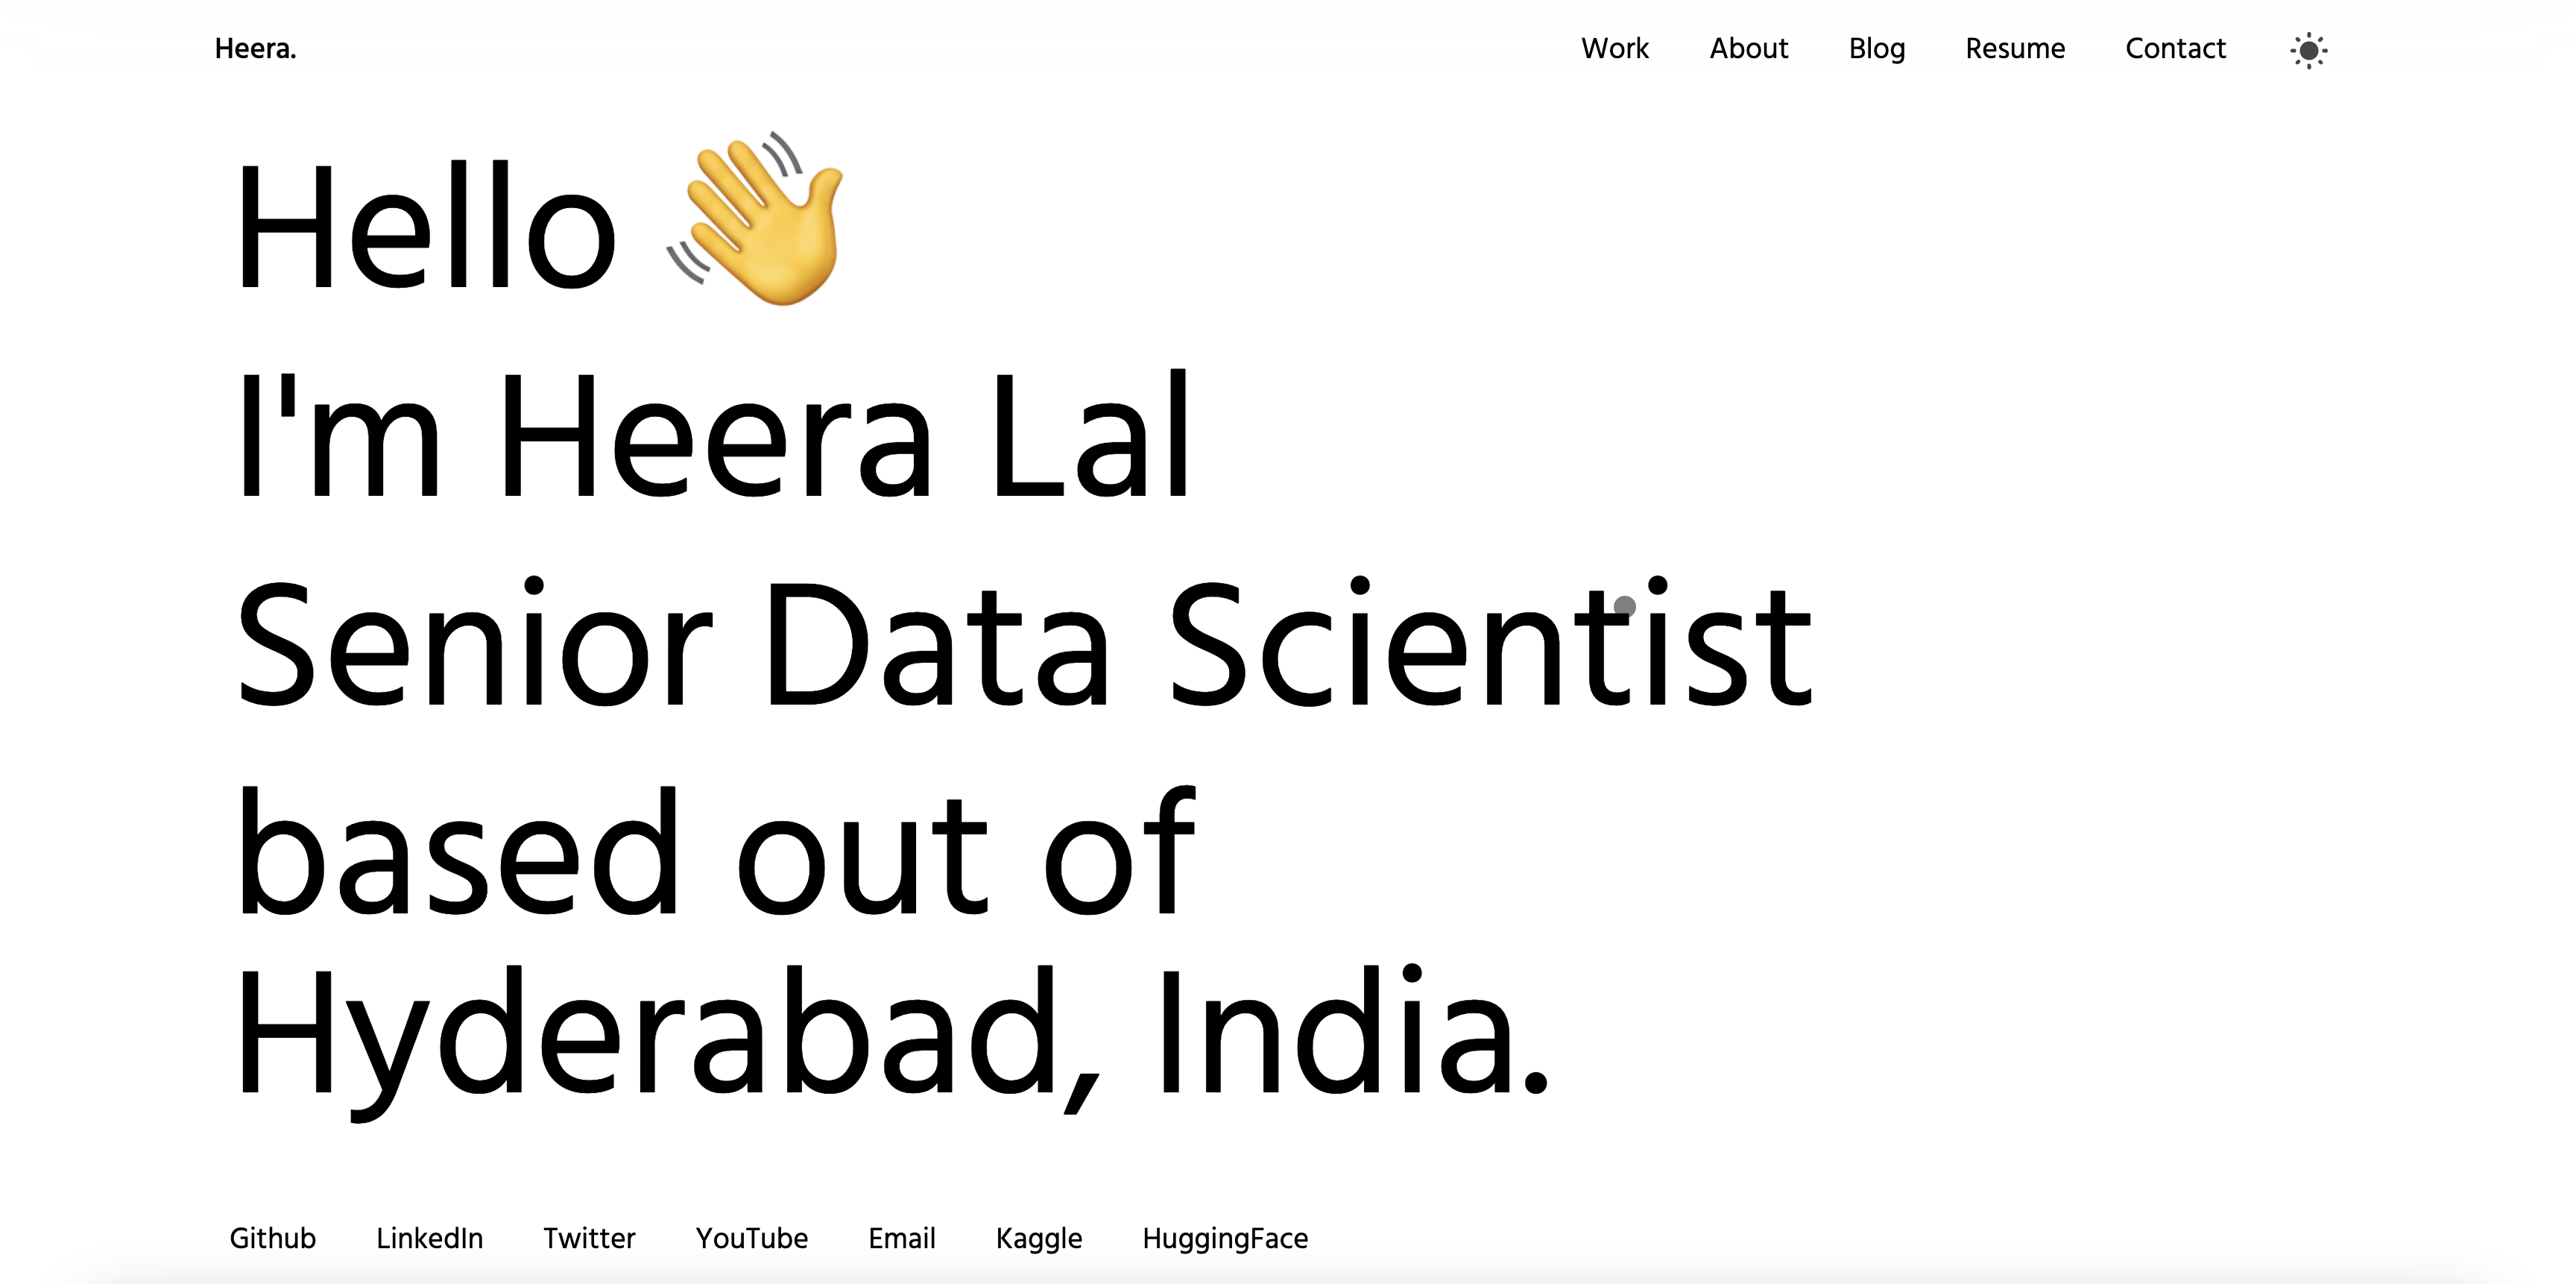 Heera.
Work About Blog Resume Contact
Hello 👋
I'm Heera Lal
Senior Data Scientist
based out of
Hyderabad, India.
Github LinkedIn Twitter YouTube Email Kaggle HuggingFace